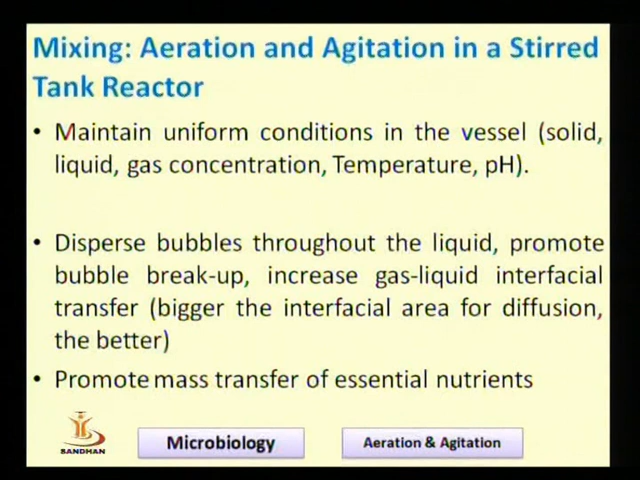 Mixing: Aeration and Agitation in a Stirred
Tank Reactor
• Maintain uniform conditions in the vessel (solid,
liquid, gas concentration, Temperature, pH).
• Disperse bubbles throughout the liquid, promote
bubble break-up, increase gas-liquid interfacial
transfer (bigger the interfacial area for diffusion,
the better)
• Promote mass transfer of essential nutrients
SANDHAN
Microbiology
Aeration & Agitation